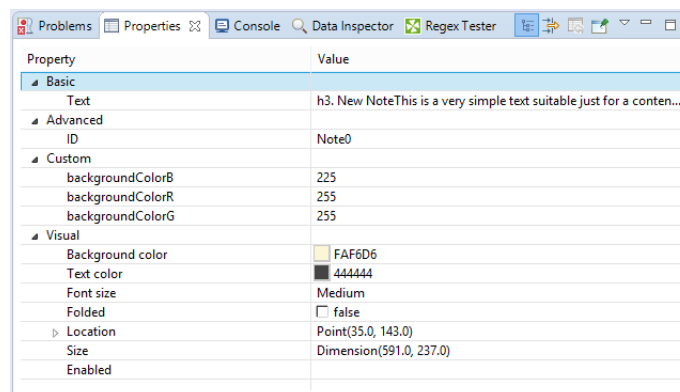 Problems Properties Console Data Inspector Regex Tester
Property Value
Basic
Text h3. New NoteThis is a very simple text suitable just for a conten...
Advanced
ID Note0
Custom
backgroundColorB 225
backgroundColorR 255
backgroundColorG 255
Visual
Background color FAF6D6
Text color 444444
Font size Medium
Folded false
Location Point(35.0, 143.0)
Size Dimension(591.0, 237.0)
Enabled